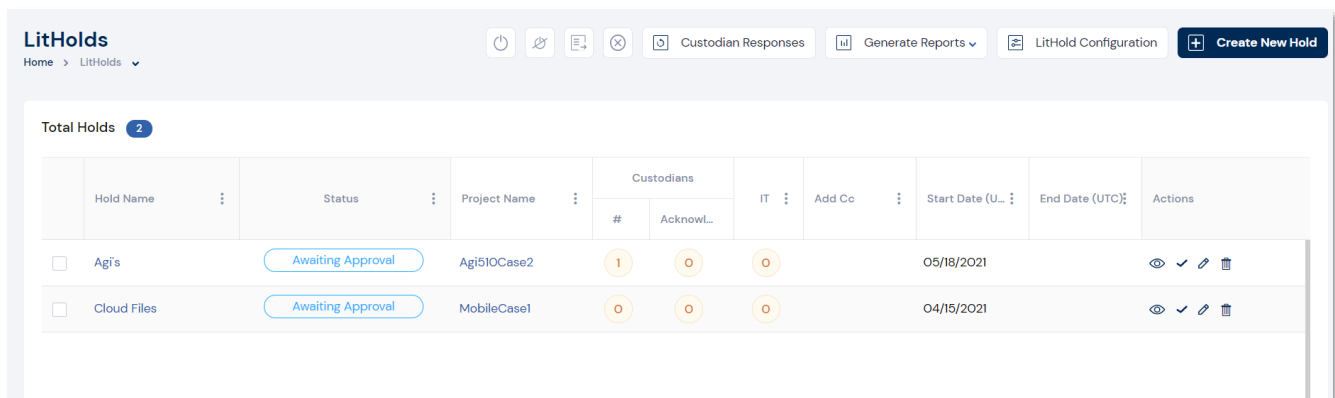 LitHolds
Home > LitHolds
Custodian Responses
Generate Reports
LitHold Configuration
Create New Hold
Total Holds 2
Hold Name
Status
Project Name
Custodians
#
Acknowl...
IT
Add Cc
Start Date (U...
End Date (UTC)
Actions
Agi's Awaiting Approval Agi510Case2 1 0 0 05/18/2021
Cloud Files Awaiting Approval MobileCase1 0 0 0 04/15/2021